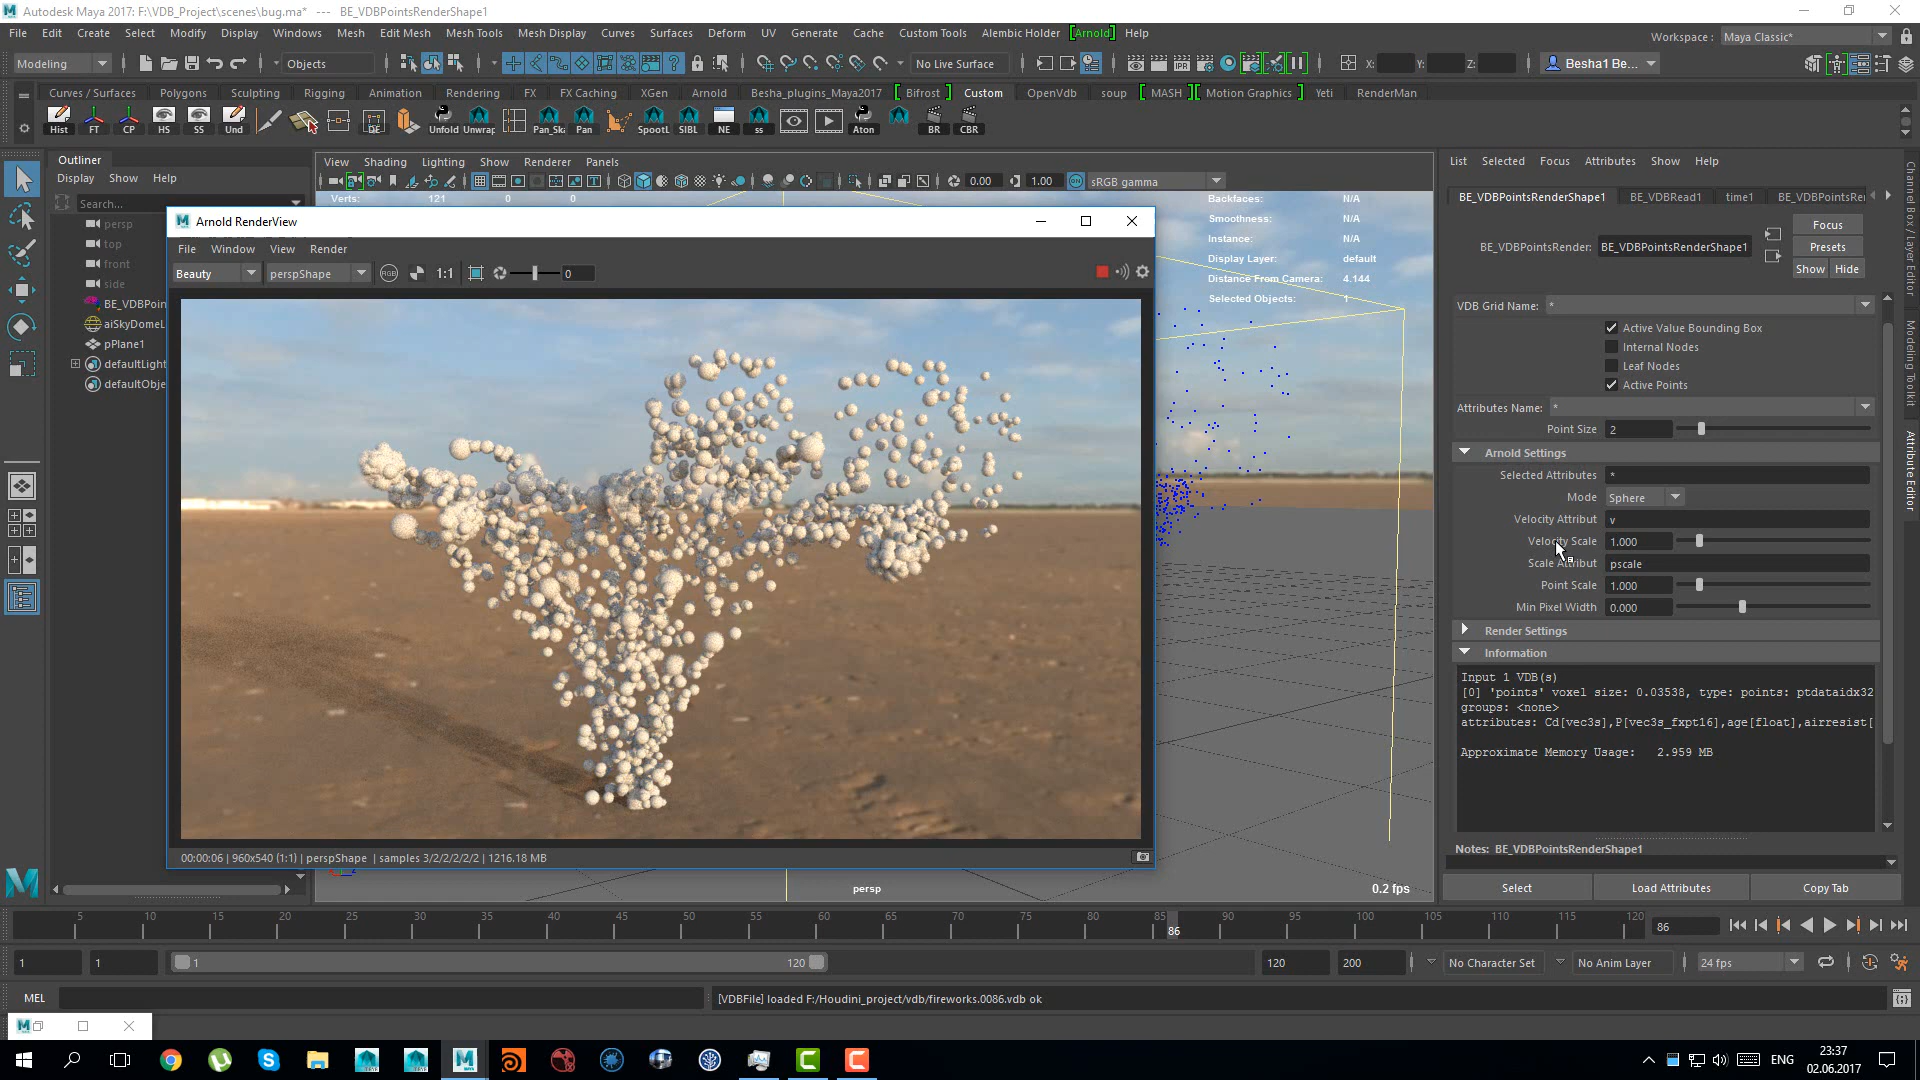 Autodesk Maya 2017: F:\VDB_Project\scenes\bug.ma* --- BE_VDBPointsRenderShape1
File Edit Create Select Modify Display Windows Mesh Edit Mesh Mesh Tools Mesh Display Curves Surfaces Deform UV Generate Cache Custom Tools Alembic Holder [Arnold] Help
Workspace : Maya Classic*
Modeling Objects No Live Surface X: Y: Z: Besha1 Be...
Curves / Surfaces Polygons Sculpting Rigging Animation Rendering FX FX Caching XGen Arnold Besha_plugins_Maya2017 [ Bifrost ] Custom OpenVdb soup [ MASH ] [ Motion Graphics ] Yeti RenderMan
Hist FT CP HS SS Und Unfold Unwrap Pan_Ska Pan SpootL SIBL NE ss Aton BR CBR
Outliner
Display Show Help
Search...
persp
top
front
side
BE_VDBPoin
aiSkyDomeL
pPlane1
defaultLight
defaultObje
View Shading Lighting Show Renderer Panels
0.00 1.00 sRGB gamma
Verts: 121 0 0
Backfaces: N/A
Smoothness: N/A
Instance: N/A
Display Layer: default
Distance From Camera: 4.144
Selected Objects: 1
Arnold RenderView
File Window View Render
Beauty perspShape RGB 1:1 0
00:00:06 | 960x540 (1:1) | perspShape | samples 3/2/2/2/2/2 | 1216.18 MB
persp
0.2 fps
List Selected Focus Attributes Show Help
BE_VDBPointsRenderShape1 BE_VDBRead1 time1 BE_VDBPointsRe
BE_VDBPointsRender: BE_VDBPointsRenderShape1
Focus
Presets
Show Hide
VDB Grid Name: *
Active Value Bounding Box
Internal Nodes
Leaf Nodes
Active Points
Attributes Name: *
Point Size 2
Arnold Settings
Selected Attributes *
Mode Sphere
Velocity Attribut v
Velocity Scale 1.000
Scale Attribut pscale
Point Scale 1.000
Min Pixel Width 0.000
Render Settings
Information
Input 1 VDB(s)
[0] 'points' voxel size: 0.03538, type: points: ptdataidx32
groups: <none>
attributes: Cd[vec3s],P[vec3s_fxpt16],age[float],airresist[
Approximate Memory Usage: 2.959 MB
Notes: BE_VDBPointsRenderShape1
Select Load Attributes Copy Tab
Channel Box / Layer Editor
Modeling Toolkit
Attribute Editor
5 10 15 20 25 30 35 40 45 50 55 60 65 70 75 80 85 90 95 100 105 110 115 120
86
86
1 1 1 120 120 200 No Character Set No Anim Layer 24 fps
MEL
[VDBFile] loaded F:/Houdini_project/vdb/fireworks.0086.vdb ok
ENG
23:37
02.06.2017